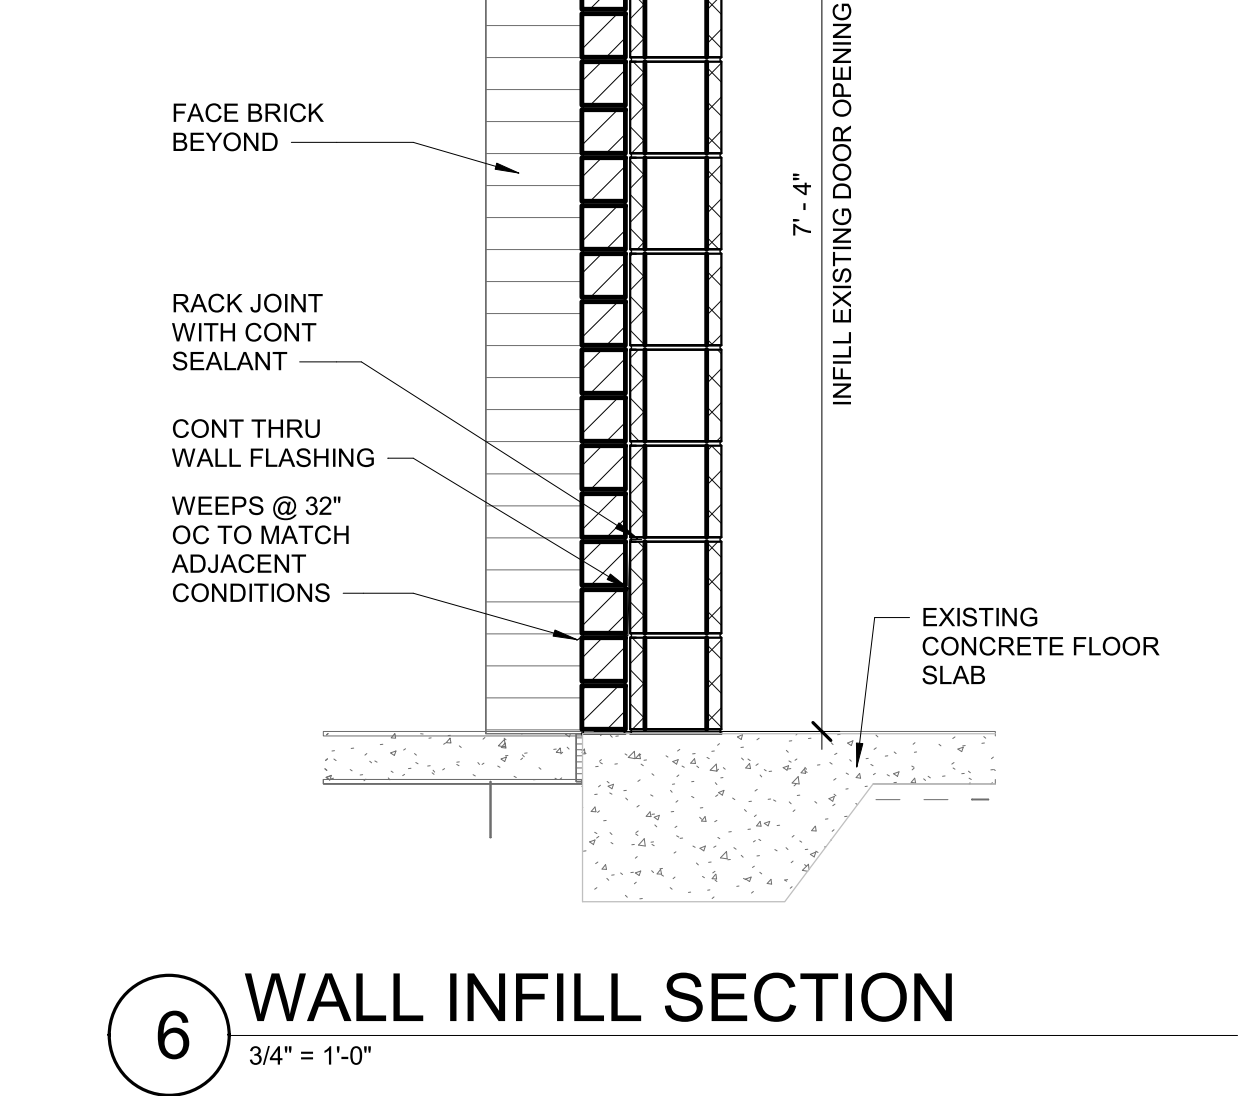 FACE BRICK
BEYOND
RACK JOINT
WITH CONT
SEALANT
CONT THRU
WALL FLASHING
WEEPS @ 32"
OC TO MATCH
ADJACENT
CONDITIONS
7' - 4"
INFILL EXISTING DOOR OPENING
EXISTING
CONCRETE FLOOR
SLAB
6
WALL INFILL SECTION
3/4" = 1'-0"